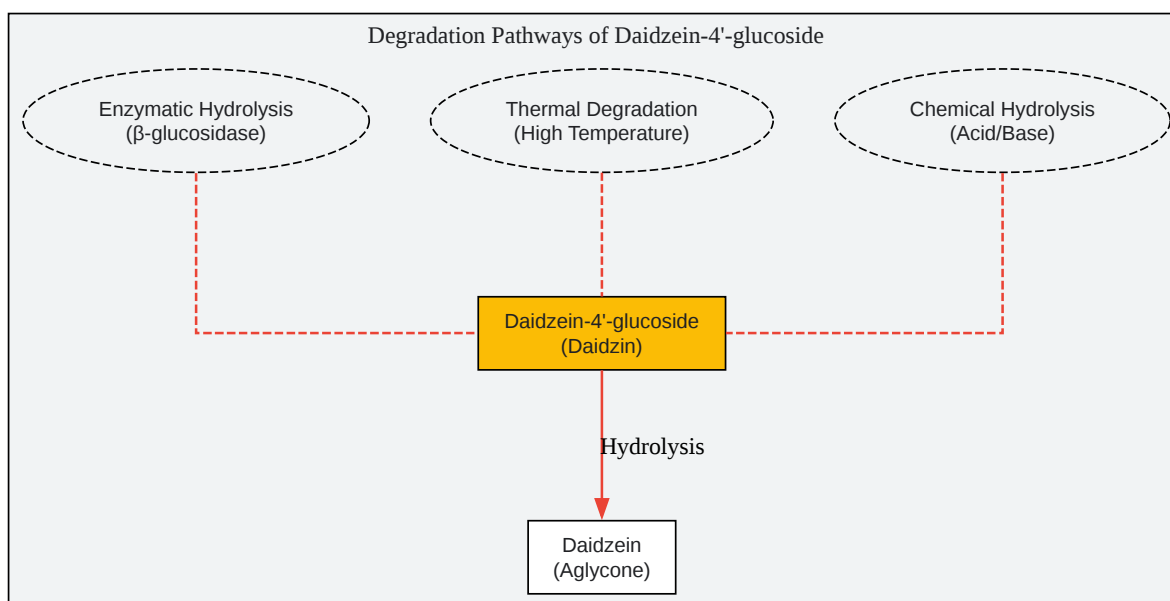 Degradation Pathways of Daidzein-4'-glucoside
Enzymatic Hydrolysis
(β-glucosidase)
Thermal Degradation
(High Temperature)
Chemical Hydrolysis
(Acid/Base)
Daidzein-4'-glucoside
(Daidzin)
Hydrolysis
Daidzein
(Aglycone)